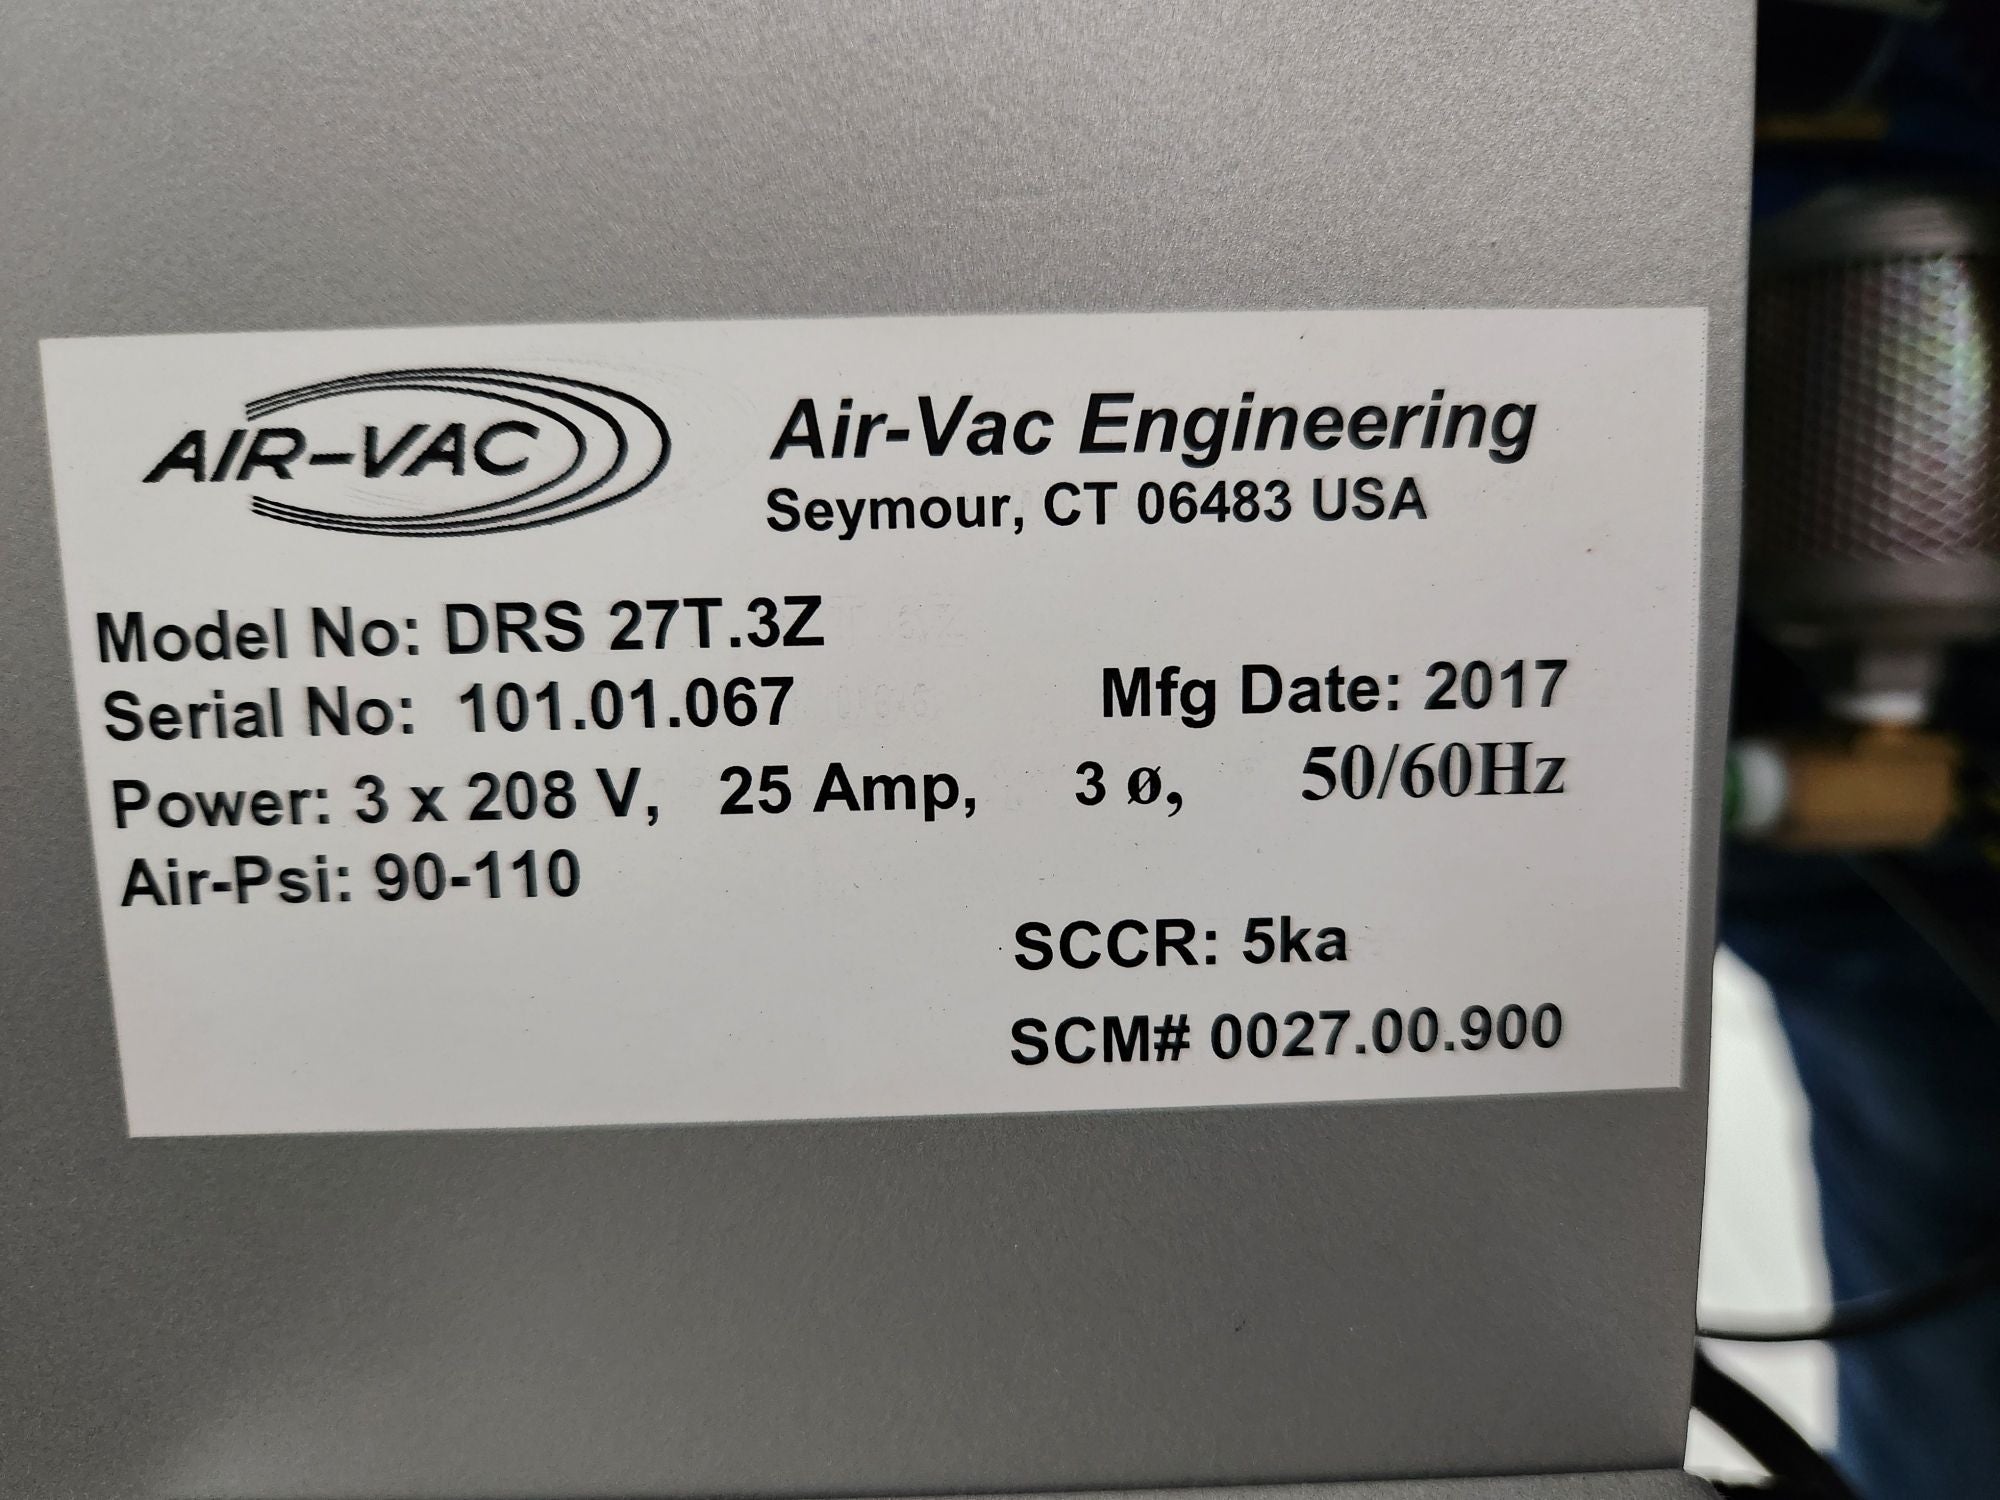 AIR-VAC
Air-Vac Engineering
Seymour, CT 06483 USA
Model No: DRS 27T.3Z
Serial No: 101.01.067 Mfg Date: 2017
Power: 3 x 208 V, 25 Amp, 3 ø, 50/60Hz
Air-Psi: 90-110
SCCR: 5ka
SCM# 0027.00.900